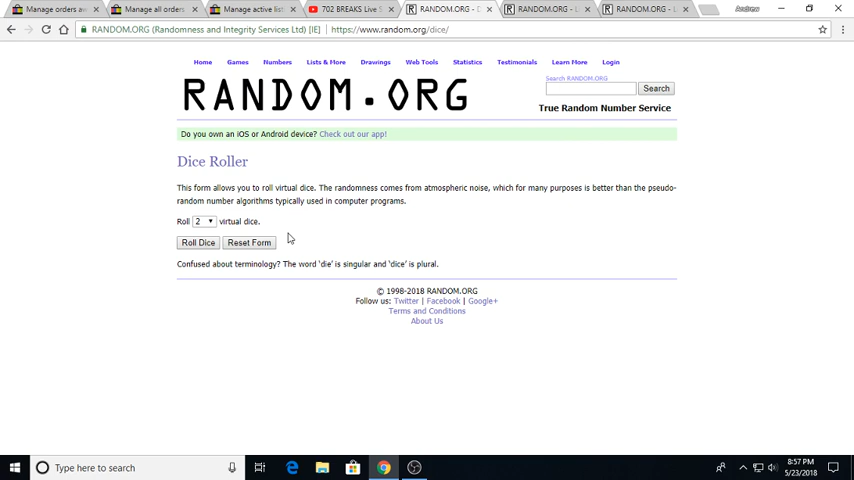 Manage orders aw
Manage all orders
Manage active list
702 BREAKS Live S
RANDOM.ORG - D
RANDOM.ORG - L
RANDOM.ORG - L
Andrew
RANDOM.ORG (Randomness and Integrity Services Ltd) [IE] https://www.random.org/dice/
Home Games Numbers Lists & More Drawings Web Tools Statistics Testimonials Learn More Login
Search RANDOM.ORG
RANDOM.ORG
Search
True Random Number Service
Do you own an iOS or Android device? Check out our app!
Dice Roller
This form allows you to roll virtual dice. The randomness comes from atmospheric noise, which for many purposes is better than the pseudo-
random number algorithms typically used in computer programs.
Roll 2 virtual dice.
Roll Dice Reset Form
Confused about terminology? The word 'die' is singular and 'dice' is plural.
© 1998-2018 RANDOM.ORG
Follow us: Twitter | Facebook | Google+
Terms and Conditions
About Us
Type here to search
8:57 PM
5/23/2018